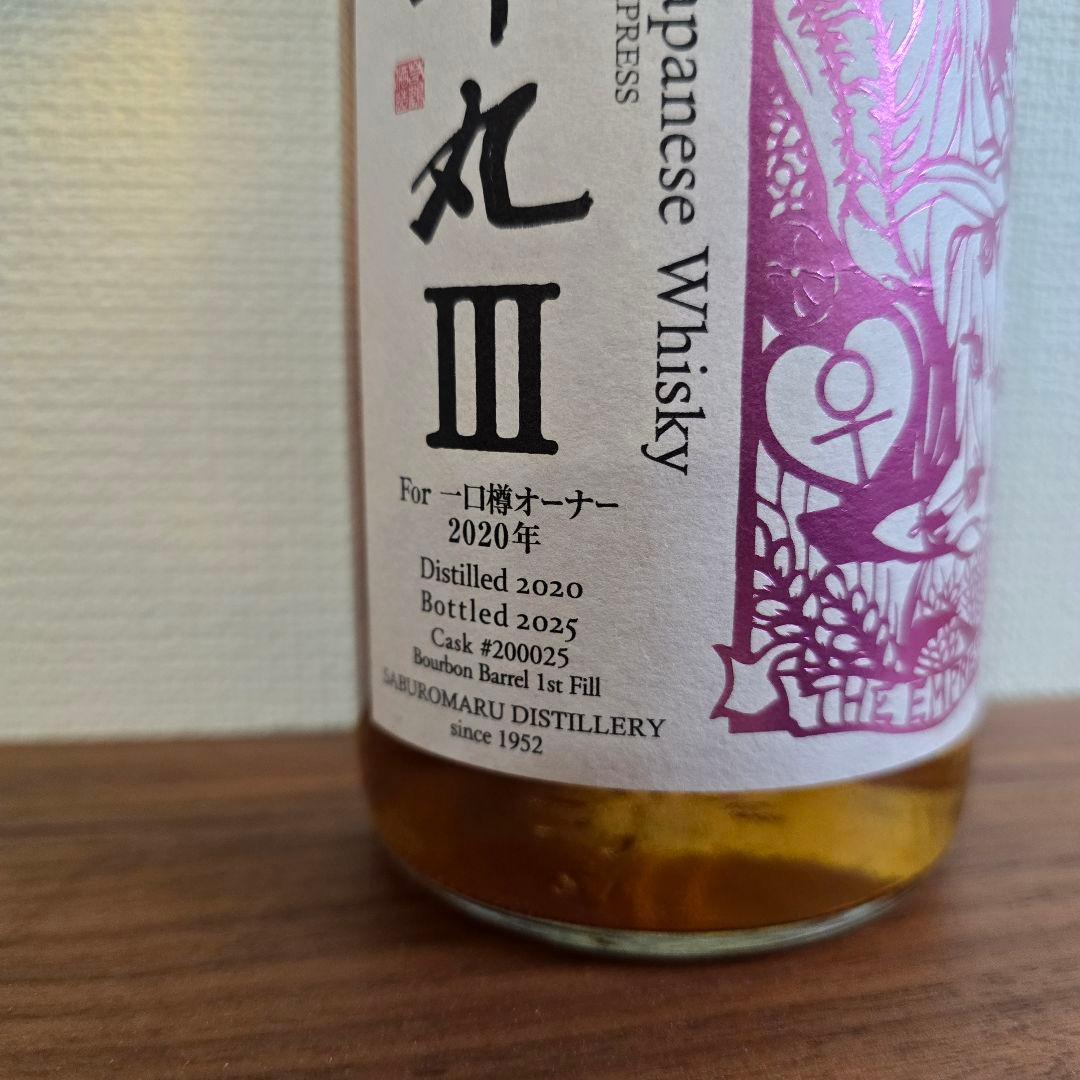 丸
Ⅲ
For 一口樽オーナー
2020年
Distilled 2020
Bottled 2025
Cask #200025
Bourbon Barrel 1st Fill
SABUROMARU DISTILLERY
since 1952
Whisky
THE